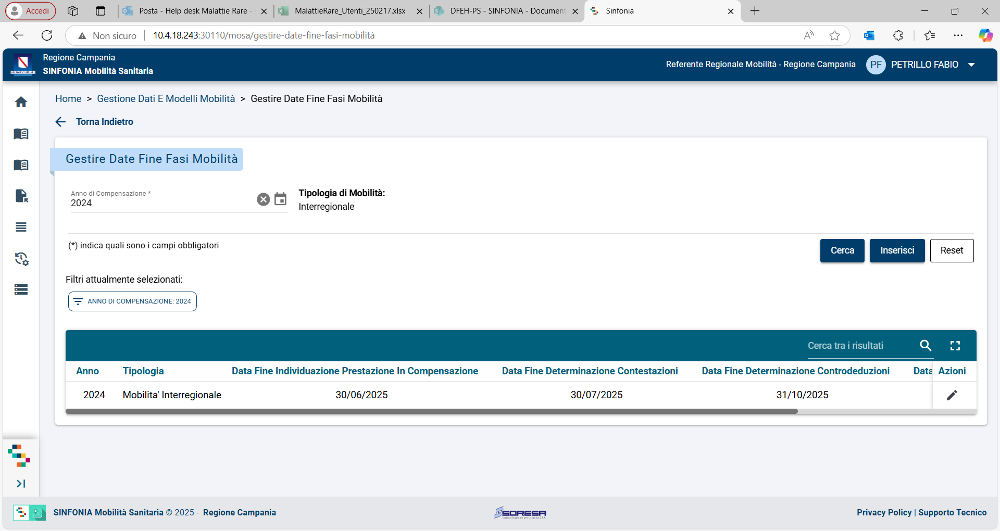 Accedi
Posta - Help desk Malattie Rare -
MalattieRare_Utenti_250217.xlsx
DFEH-PS - SINFONIA - Document
Sinfonia
Non sicuro
10.4.18.243:30110/mosa/gestire-date-fine-fasi-mobilità
Regione Campania
SINFONIA Mobilità Sanitaria
Referente Regionale Mobilità - Regione Campania
PF
PETRILLO FABIO
Home > Gestione Dati E Modelli Mobilità > Gestire Date Fine Fasi Mobilità
Torna Indietro
Gestire Date Fine Fasi Mobilità
Anno di Compensazione *
2024
Tipologia di Mobilità:
Interregionale
(*) indica quali sono i campi obbligatori
Cerca
Inserisci
Reset
Filtri attualmente selezionati:
ANNO DI COMPENSAZIONE: 2024
Cerca tra i risultati
Anno Tipologia Data Fine Individuazione Prestazione In Compensazione Data Fine Determinazione Contestazioni Data Fine Determinazione Controdeduzioni Data Azioni
2024 Mobilita' Interregionale 30/06/2025 30/07/2025 31/10/2025
SINFONIA Mobilità Sanitaria © 2025 - Regione Campania
SORESA
Società Regionale per la Sanità S.P.A.
Privacy Policy | Supporto Tecnico